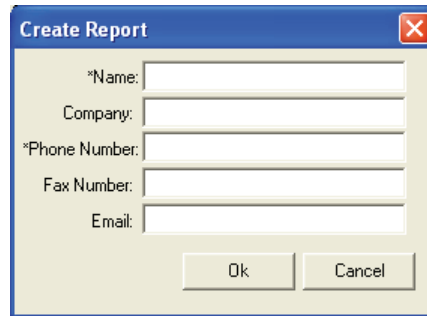 Create Report
*Name:
Company:
*Phone Number:
Fax Number:
Email:
Ok Cancel